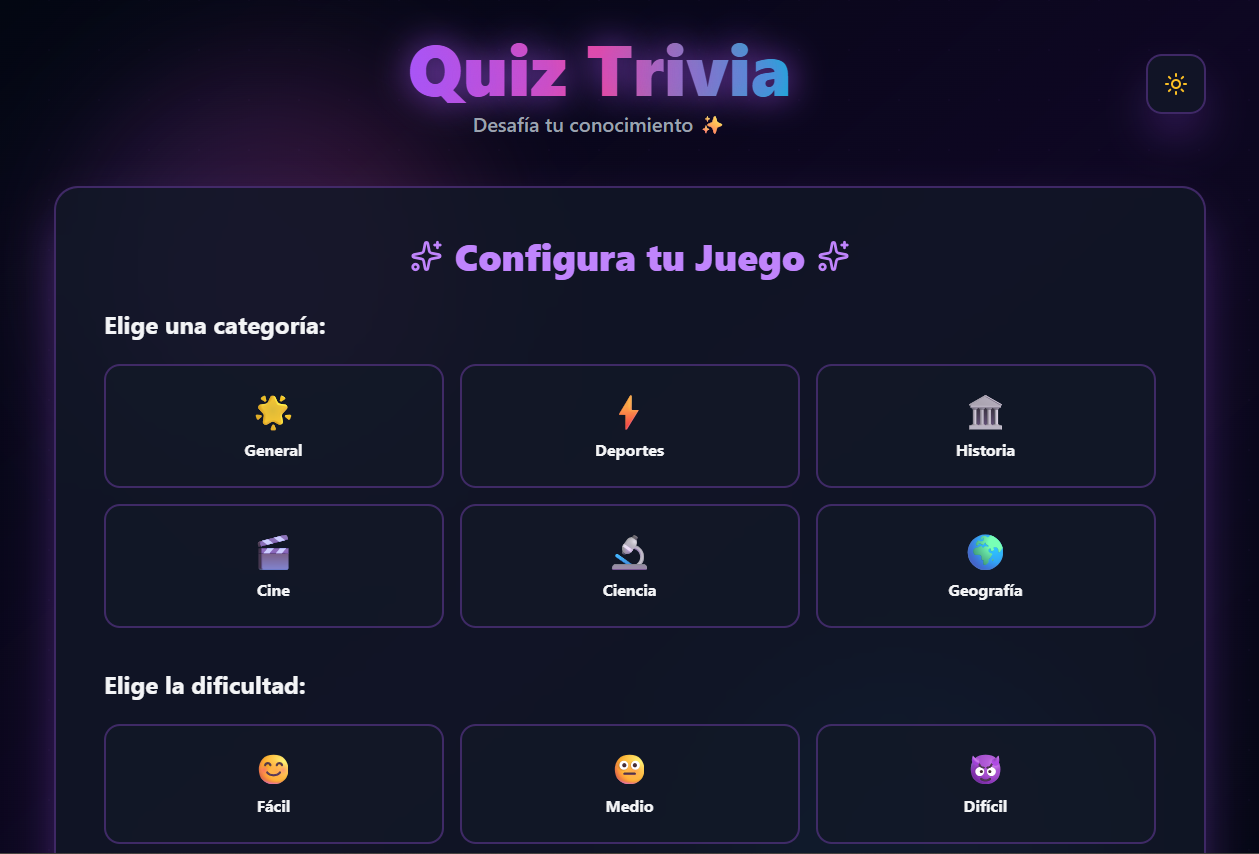 Quiz Trivia
Desafía tu conocimiento ✨
Configura tu Juego
Elige una categoría:
General
Deportes
Historia
Cine
Ciencia
Geografía
Elige la dificultad:
Fácil
Medio
Difícil